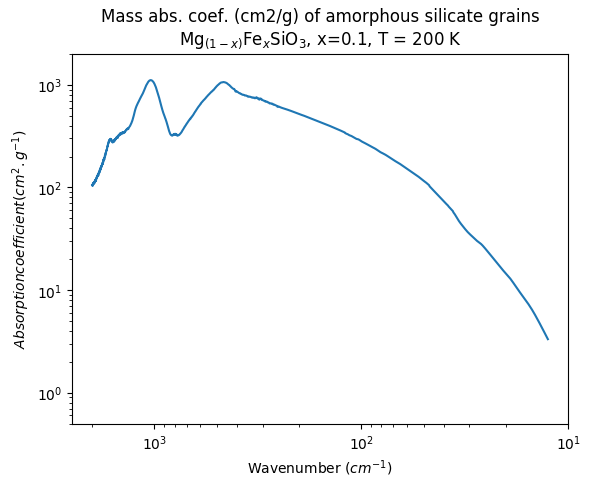 Mass abs. coef. (cm2/g) of amorphous silicate grains
Mg₍₁₋ₓ₎FeₓSiO₃, x=0.1, T = 200 K
Absorptioncoefficient(cm².g⁻¹)
10³
10²
10¹
10⁰
10³ 10² 10¹
Wavenumber (cm⁻¹)